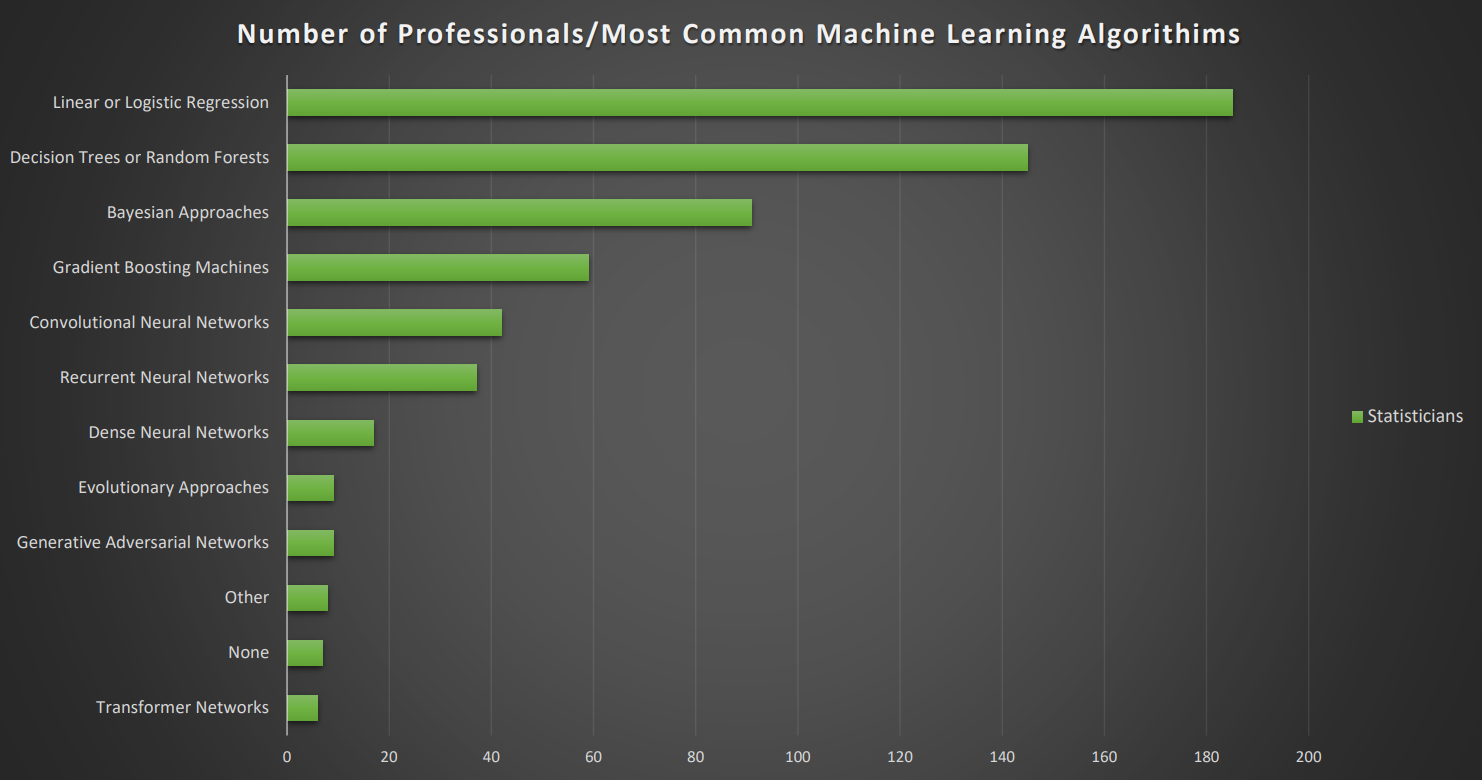 Number of Professionals/Most Common Machine Learning Algorithims
Linear or Logistic Regression
Decision Trees or Random Forests
Bayesian Approaches
Gradient Boosting Machines
Convolutional Neural Networks
Recurrent Neural Networks
Dense Neural Networks
Evolutionary Approaches
Generative Adversarial Networks
Other
None
Transformer Networks
0 20 40 60 80 100 120 140 160 180 200
Statisticians